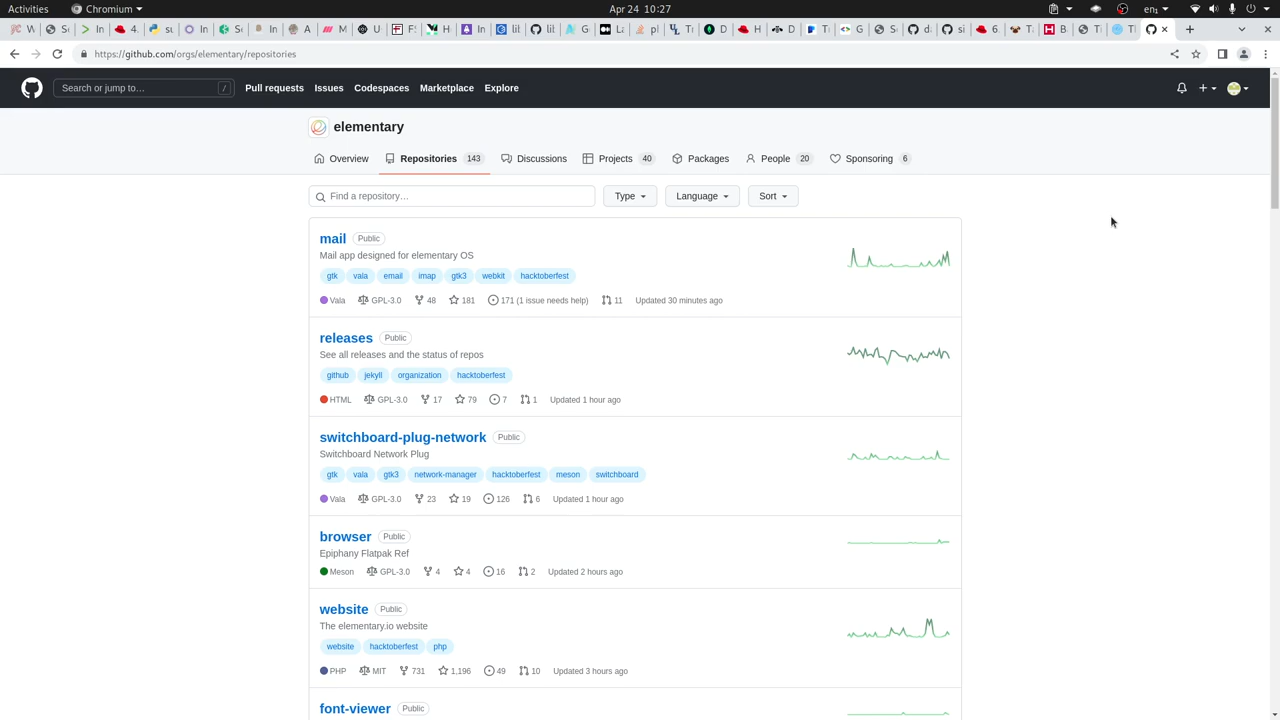 Activities
Chromium
Apr 24 10:27
https://github.com/orgs/elementary/repositories
Search or jump to…
/
Pull requests
Issues
Codespaces
Marketplace
Explore
elementary
Overview
Repositories 143
Discussions
Projects 40
Packages
People 20
Sponsoring 6
Find a repository…
Type
Language
Sort
mail Public
Mail app designed for elementary OS
gtk vala email imap gtk3 webkit hacktoberfest
Vala GPL-3.0 48 181 171 (1 issue needs help) 11 Updated 30 minutes ago
releases Public
See all releases and the status of repos
github jekyll organization hacktoberfest
HTML GPL-3.0 17 79 7 1 Updated 1 hour ago
switchboard-plug-network Public
Switchboard Network Plug
gtk vala gtk3 network-manager hacktoberfest meson switchboard
Vala GPL-3.0 23 19 126 6 Updated 1 hour ago
browser Public
Epiphany Flatpak Ref
Meson GPL-3.0 4 4 16 2 Updated 2 hours ago
website Public
The elementary.io website
website hacktoberfest php
PHP MIT 731 1,196 49 10 Updated 3 hours ago
font-viewer Public